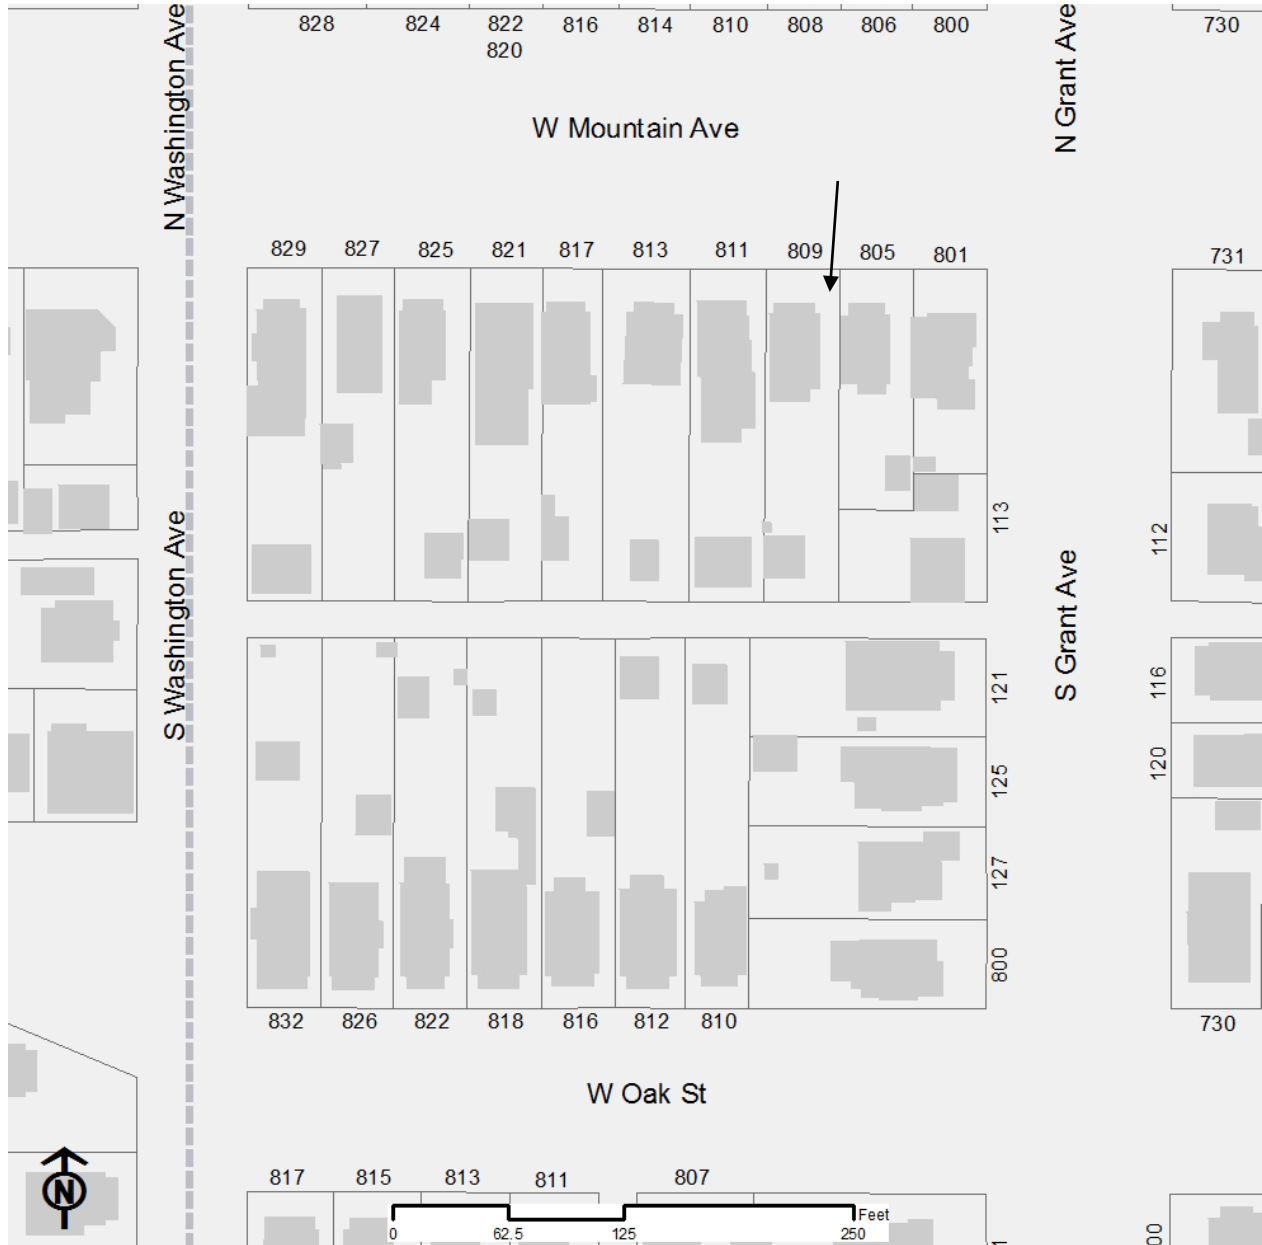 828 824 822 816 814 810 808 806 800 730
820
N Washington Ave
N Grant Ave
W Mountain Ave
829 827 825 821 817 813 811 809 805 801 731
113
112
S Washington Ave
S Grant Ave
121
116
125
120
127
800
832 826 822 818 816 812 810 730
W Oak St
817 815 813 811 807
N
Feet
0 62.5 125 250